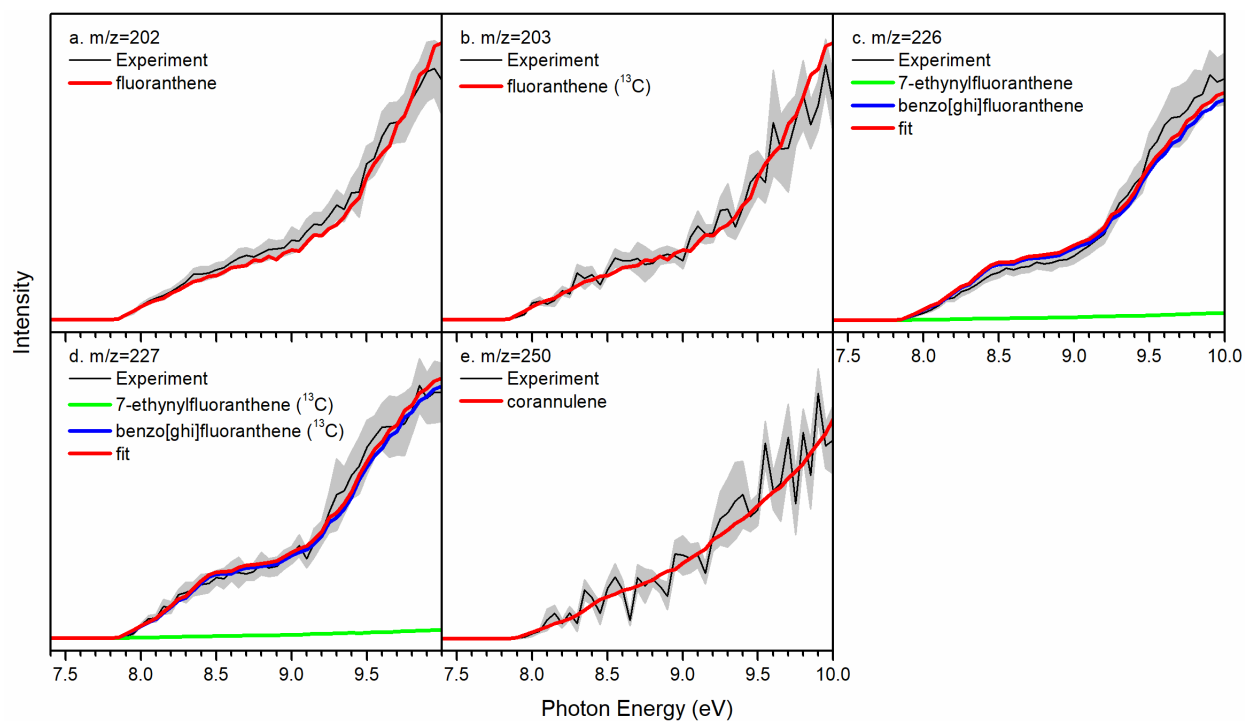 a. m/z=202
Experiment
fluoranthene
b. m/z=203
Experiment
fluoranthene (¹³C)
c. m/z=226
Experiment
7-ethynylfluoranthene
benzo[ghi]fluoranthene
fit
7.5 8.0 8.5 9.0 9.5 10.0
Intensity
d. m/z=227
Experiment
7-ethynylfluoranthene (¹³C)
benzo[ghi]fluoranthene (¹³C)
fit
e. m/z=250
Experiment
corannulene
7.5 8.0 8.5 9.0 9.5 7.5 8.0 8.5 9.0 9.5 10.0
Photon Energy (eV)